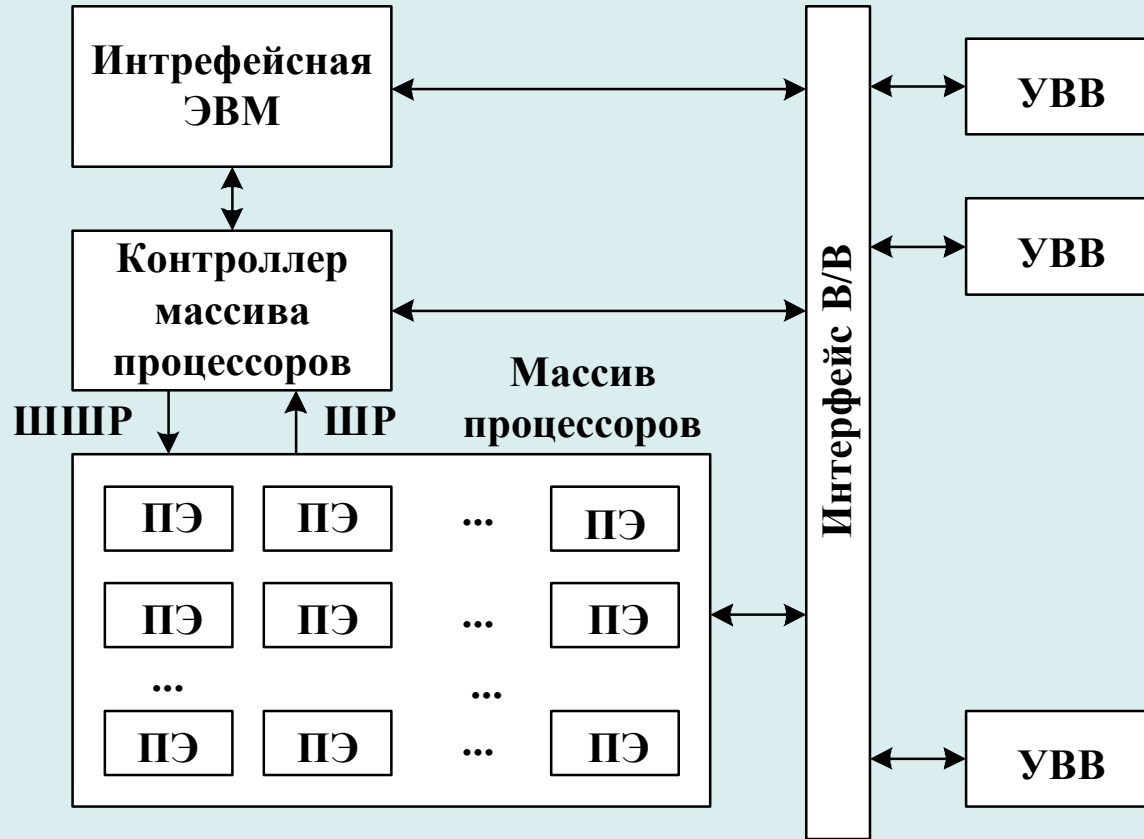 Интрефейсная
ЭВМ
УВВ
УВВ
Контроллер
массива
процессоров
Интерфейс В/В
Массив
процессоров
ШШР
ШР
ПЭ ПЭ ... ПЭ
ПЭ ПЭ ... ПЭ
... ...
ПЭ ПЭ ... ПЭ
УВВ